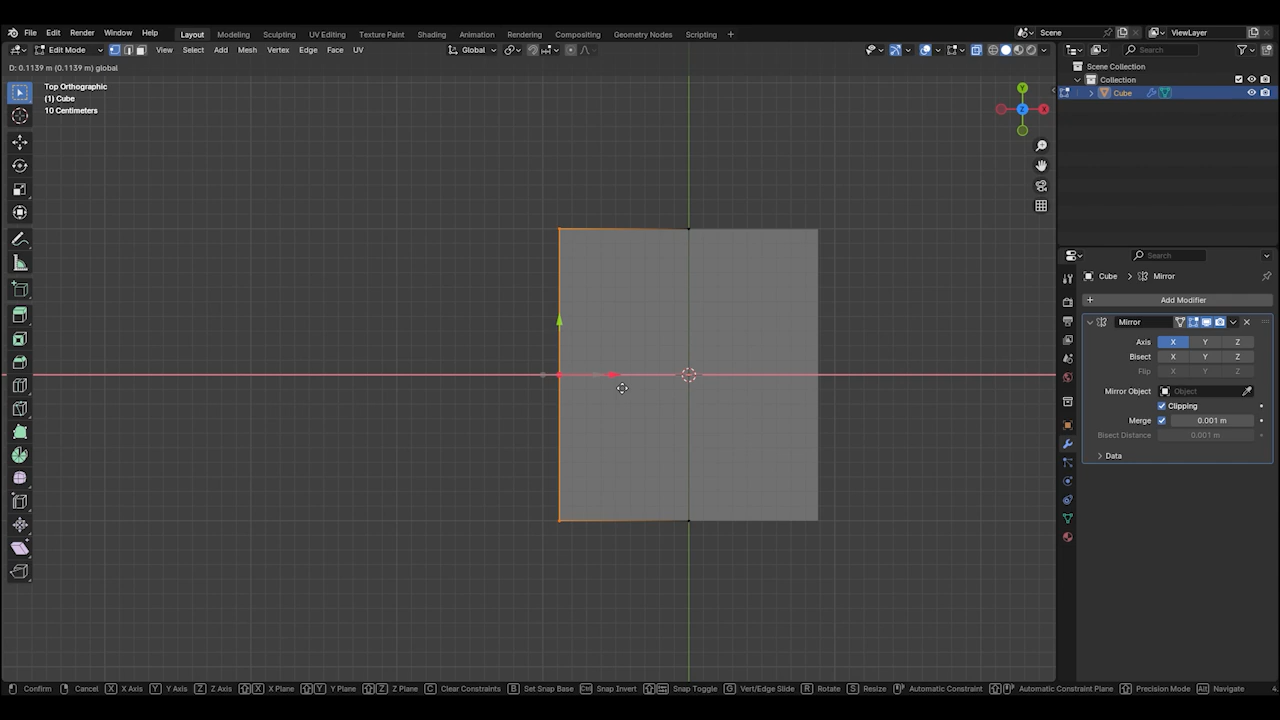 File Edit Render Window Help Layout Modeling Sculpting UV Editing Texture Paint Shading Animation Rendering Compositing Geometry Nodes Scripting + Scene ViewLayer
Edit Mode View Select Add Mesh Vertex Edge Face UV Global Search
D: 0.1139 m (0.1139 m) global
Scene Collection
Collection
Cube
Top Orthographic
(1) Cube
10 Centimeters
Y
Z
X
Search
Cube > Mirror
+ Add Modifier
Mirror
Axis X Y Z
Bisect X Y Z
Flip X Y Z
Mirror Object Object
Clipping
Merge 0.001 m
Bisect Distance 0.001 m
Data
Confirm Cancel X X Axis Y Y Axis Z Z Axis X X Plane Y Y Plane Z Z Plane C Clear Constraints B Set Snap Base Ctrl Snap Invert Snap Toggle G Vert/Edge Slide R Rotate S Resize Automatic Constraint Automatic Constraint Plane Precision Mode Alt Navigate 4.